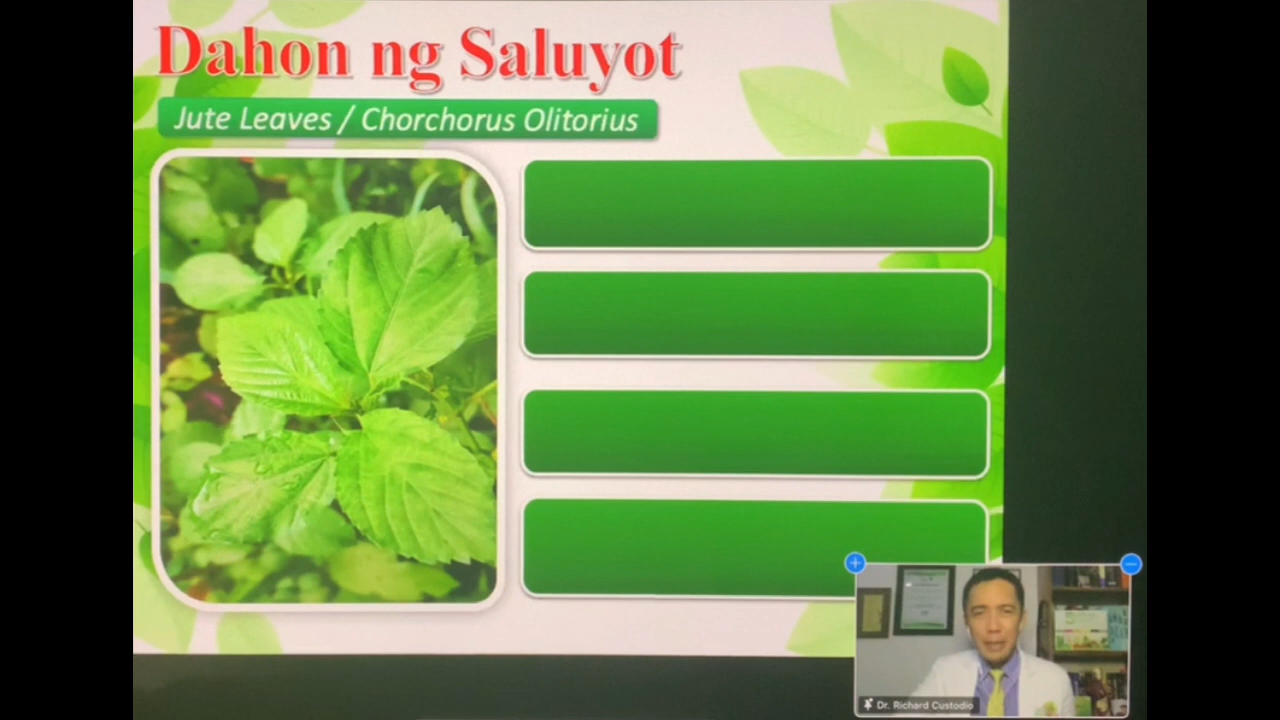 Dahon ng Saluyot
Jute Leaves / Chorchorus Olitorius
Dr. Richard Custodio